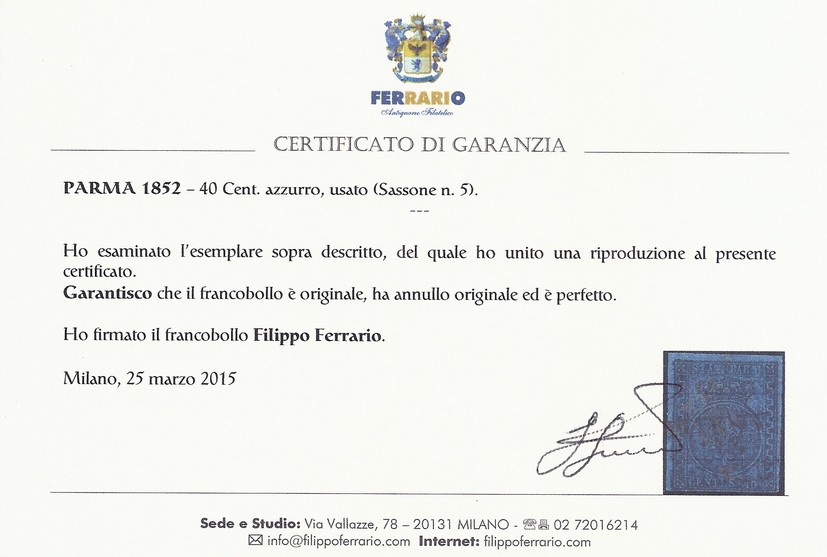 FERRARIO
Antignano Filatelico
CERTIFICATO DI GARANZIA
PARMA 1852 – 40 Cent. azzurro, usato (Sassone n. 5).
---
Ho esaminato l'esemplare sopra descritto, del quale ho unito una riproduzione al presente
certificato.
Garantisco che il francobollo è originale, ha annullo originale ed è perfetto.
Ho firmato il francobollo Filippo Ferrario.
Milano, 25 marzo 2015
Sede e Studio: Via Vallazze, 78 – 20131 MILANO - ☏ 02 72016214
✉ info@filippoferrario.com Internet: filippoferrario.com